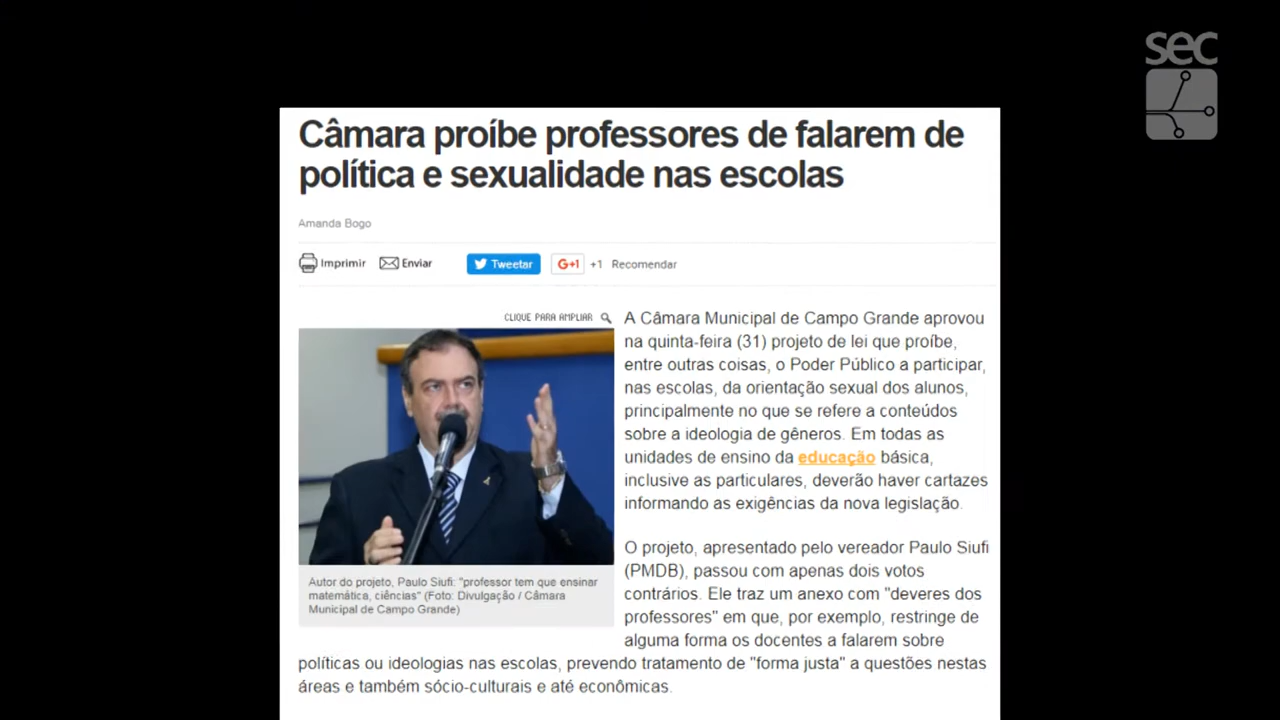 sec
Câmara proíbe professores de falarem de
política e sexualidade nas escolas
Amanda Bogo
Imprimir Enviar Tweetar G+1 +1 Recomendar
CLIQUE PARA AMPLIAR
A Câmara Municipal de Campo Grande aprovou
na quinta-feira (31) projeto de lei que proíbe,
entre outras coisas, o Poder Público a participar,
nas escolas, da orientação sexual dos alunos,
principalmente no que se refere a conteúdos
sobre a ideologia de gêneros. Em todas as
unidades de ensino da educação básica,
inclusive as particulares, deverão haver cartazes
informando as exigências da nova legislação.
Autor do projeto, Paulo Siufi: "professor tem que ensinar
matemática, ciências" (Foto: Divulgação / Câmara
Municipal de Campo Grande)
O projeto, apresentado pelo vereador Paulo Siufi
(PMDB), passou com apenas dois votos
contrários. Ele traz um anexo com "deveres dos
professores" em que, por exemplo, restringe de
alguma forma os docentes a falarem sobre
políticas ou ideologias nas escolas, prevendo tratamento de "forma justa" a questões nestas
áreas e também sócio-culturais e até econômicas.